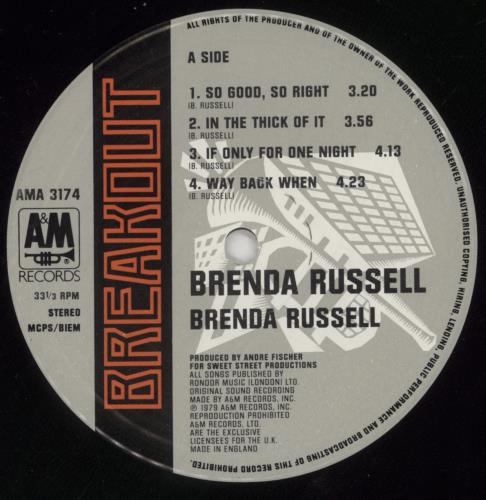 ALL RIGHTS OF THE PRODUCER AND OF THE OWNER OF THE WORK REPRODUCED RESERVED. UNAUTHORISED COPYING, HIRING, LENDING, PUBLIC PERFORMANCE AND BROADCASTING OF THIS RECORD PROHIBITED.
A SIDE
1. SO GOOD, SO RIGHT 3.20
(B. RUSSELL)
2. IN THE THICK OF IT 3.56
(B. RUSSELL)
3. IF ONLY FOR ONE NIGHT 4.13
(B. RUSSELL)
4. WAY BACK WHEN 4.23
(B. RUSSELL)
AMA 3174
A&M
RECORDS
33 1/3 RPM
STEREO
MCPS/BIEM
BREAKOUT
BRENDA RUSSELL
BRENDA RUSSELL
PRODUCED BY ANDRE FISCHER
FOR SWEET STREET PRODUCTIONS
ALL SONGS PUBLISHED BY
RONDOR MUSIC (LONDON) LTD.
ORIGINAL SOUND RECORDING
MADE BY A&M RECORDS, INC.
℗ 1979 A&M RECORDS, INC.
REPRODUCTION PROHIBITED
A&M RECORDS LTD.
ARE THE EXCLUSIVE
LICENSEES FOR THE U.K.
MADE IN ENGLAND